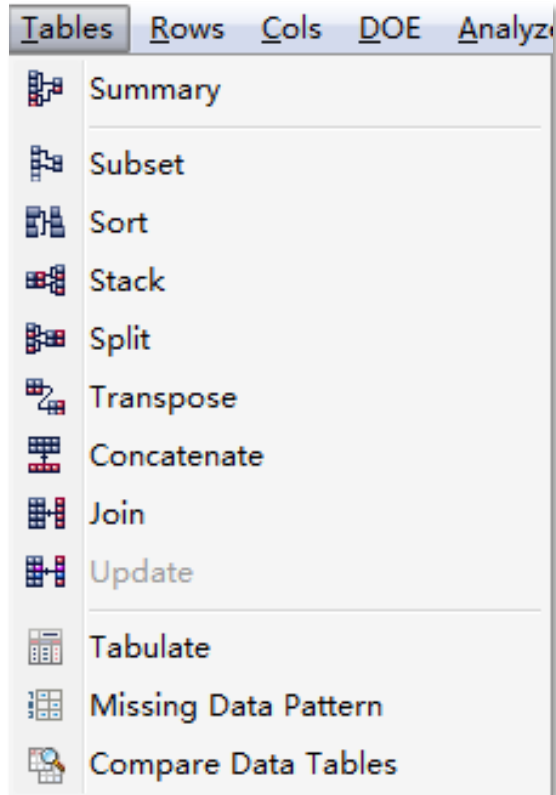 Tables Rows Cols DOE Analyz
Summary
Subset
Sort
Stack
Split
Transpose
Concatenate
Join
Update
Tabulate
Missing Data Pattern
Compare Data Tables